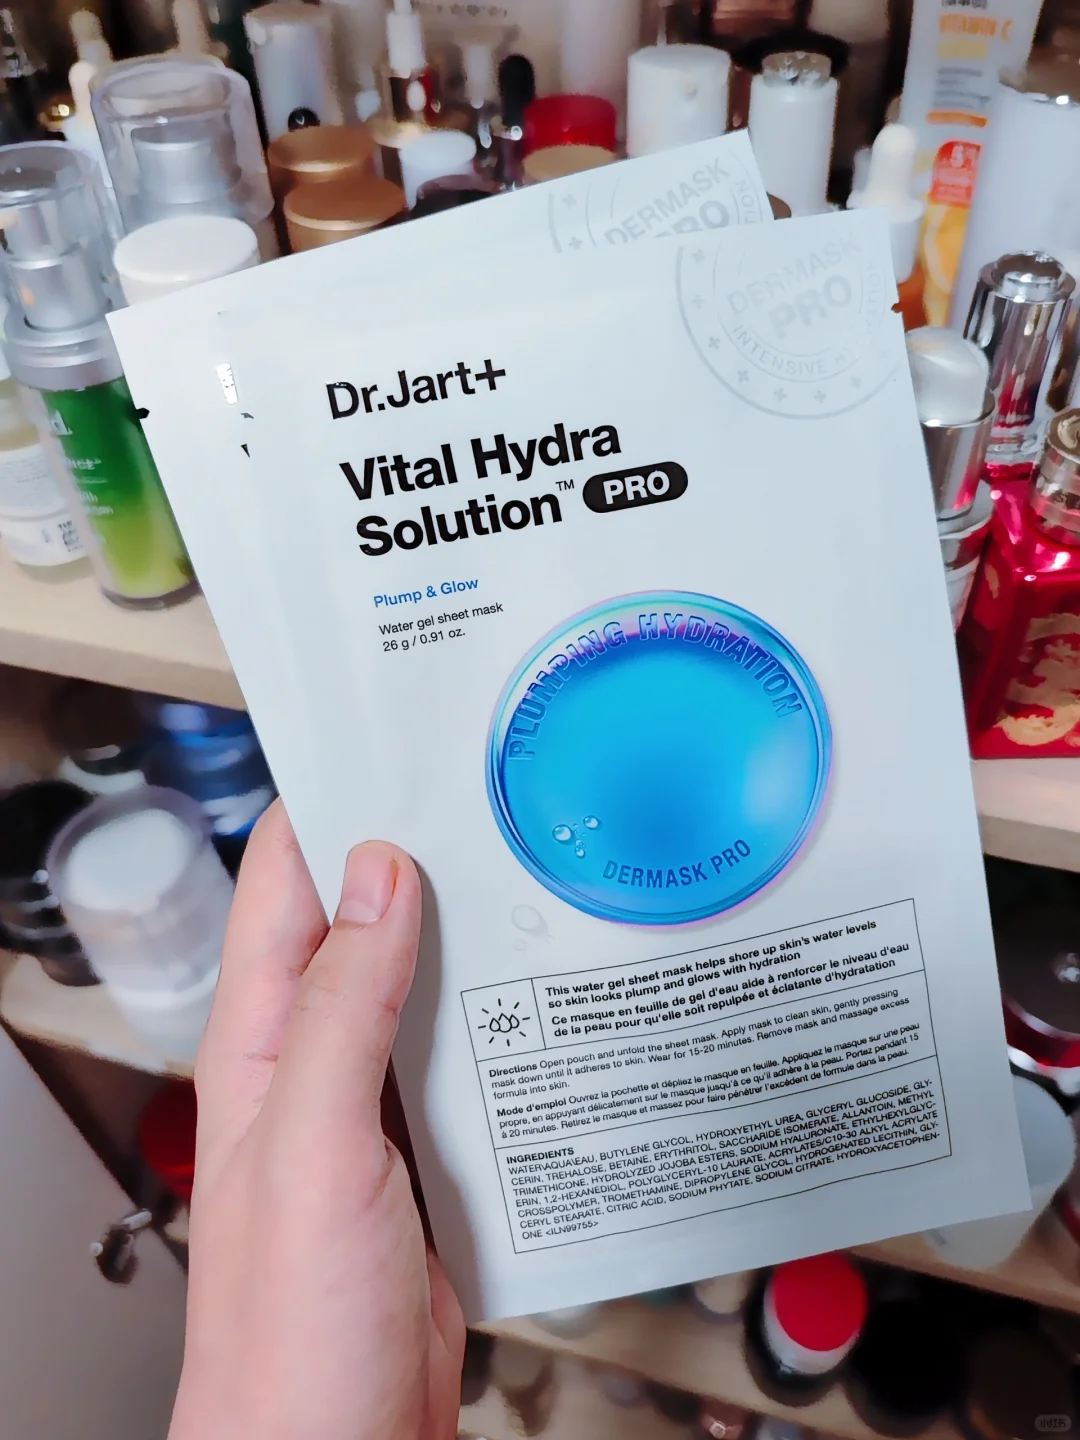 VITAMIN C
DERMASK
PRO
DERMASK
PRO
INTENSIVE
Dr.Jart+
Vital Hydra
Solution™ PRO
Plump & Glow
Water gel sheet mask
26 g / 0.91 oz.
PLUMPING HYDRATION
DERMASK PRO
This water gel sheet mask helps shore up skin's water levels
so skin looks plump and glows with hydration
Ce masque en feuille de gel d'eau aide à renforcer le niveau d'eau
de la peau pour qu'elle soit repulpée et éclatante d'hydratation
Directions Open pouch and unfold the sheet mask. Apply mask to clean skin, gently pressing
mask down until it adheres to skin. Wear for 15-20 minutes. Remove mask and massage excess
formula into skin.
Mode d'emploi Ouvrez la pochette et dépliez le masque en feuille. Appliquez le masque sur une peau
propre, en appuyant délicatement sur le masque jusqu'à ce qu'il adhère à la peau. Portez pendant 15
à 20 minutes. Retirez le masque et massez pour faire pénétrer l'excédent de formule dans la peau.
INGREDIENTS
WATER\AQUA\EAU, BUTYLENE GLYCOL, HYDROXYETHYL UREA, GLYCERYL GLUCOSIDE, GLY-
CERIN, TREHALOSE, BETAINE, ERYTHRITOL, SACCHARIDE ISOMERATE, ALLANTOIN, METHYL
TRIMETHICONE, HYDROLYZED JOJOBA ESTERS, SODIUM HYALURONATE, ETHYLHEXYLGLYC-
ERIN, 1,2-HEXANEDIOL, POLYGLYCERYL-10 LAURATE, ACRYLATES/C10-30 ALKYL ACRYLATE
CROSSPOLYMER, TROMETHAMINE, DIPROPYLENE GLYCOL, HYDROGENATED LECITHIN, GLY-
CERYL STEARATE, CITRIC ACID, SODIUM PHYTATE, SODIUM CITRATE, HYDROXYACETOPHEN-
ONE <ILN99755>
小红书